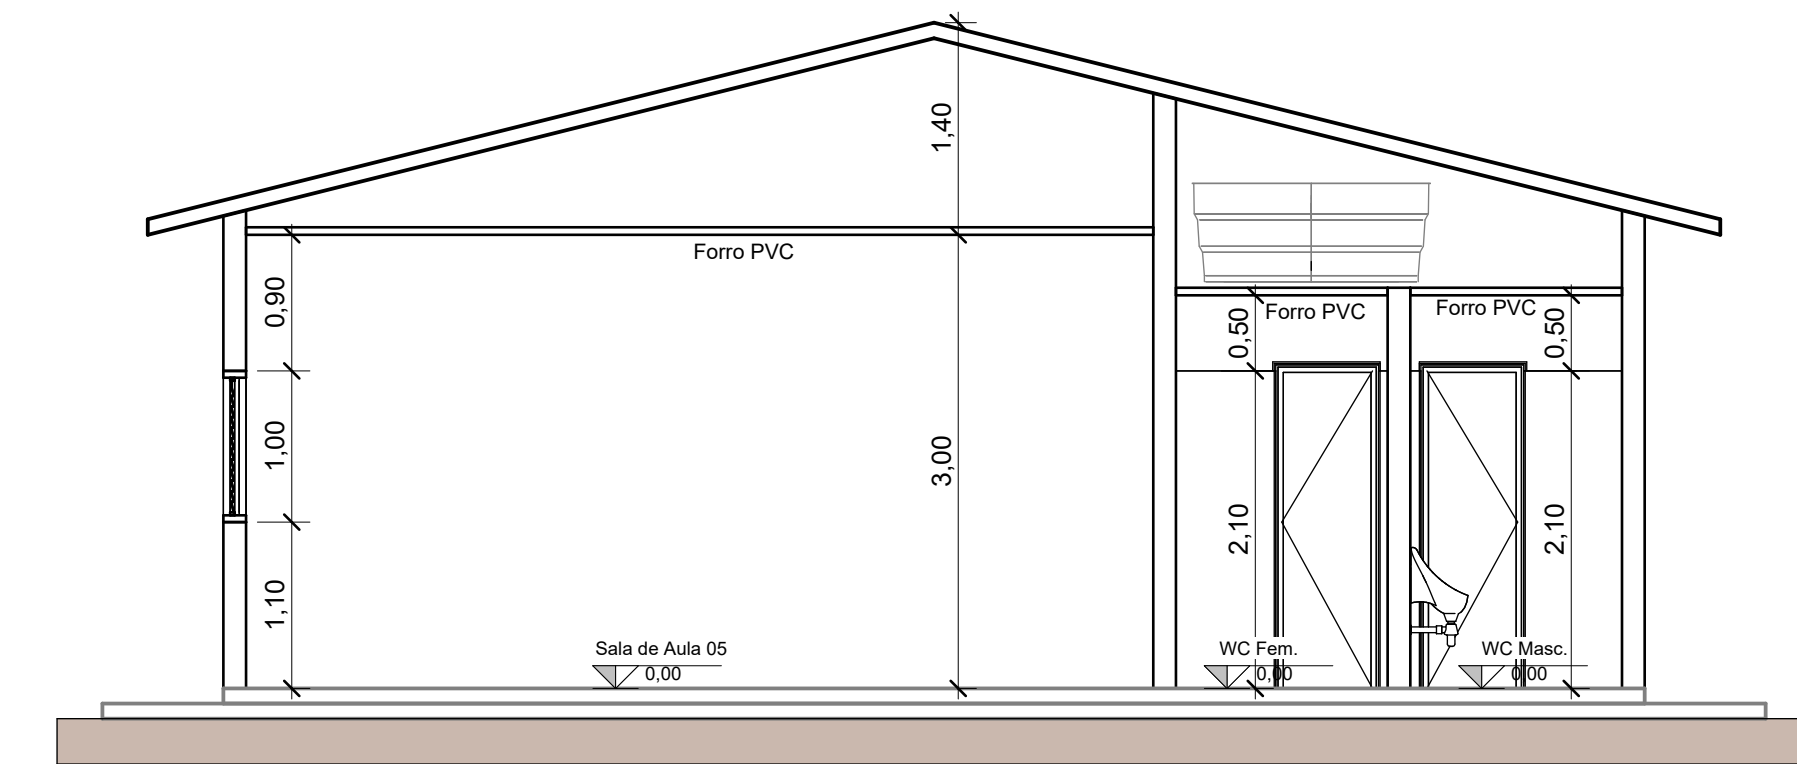 1,40
Forro PVC
0,90
0,50
Forro PVC
Forro PVC
0,50
1,00
3,00
2,10
2,10
1,10
Sala de Aula 05
0,00
WC Fem.
0,00
WC Masc.
0,00